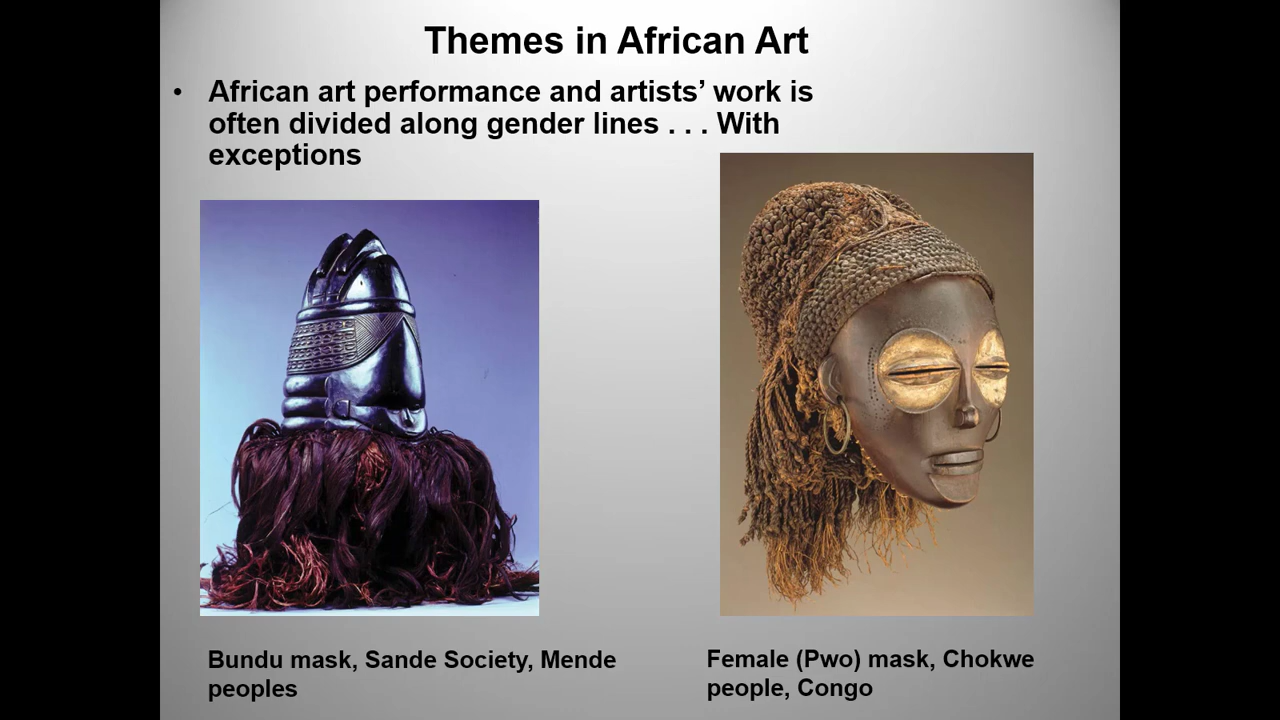 Themes in African Art
• African art performance and artists’ work is
often divided along gender lines . . . With
exceptions
Bundu mask, Sande Society, Mende
peoples
Female (Pwo) mask, Chokwe
people, Congo